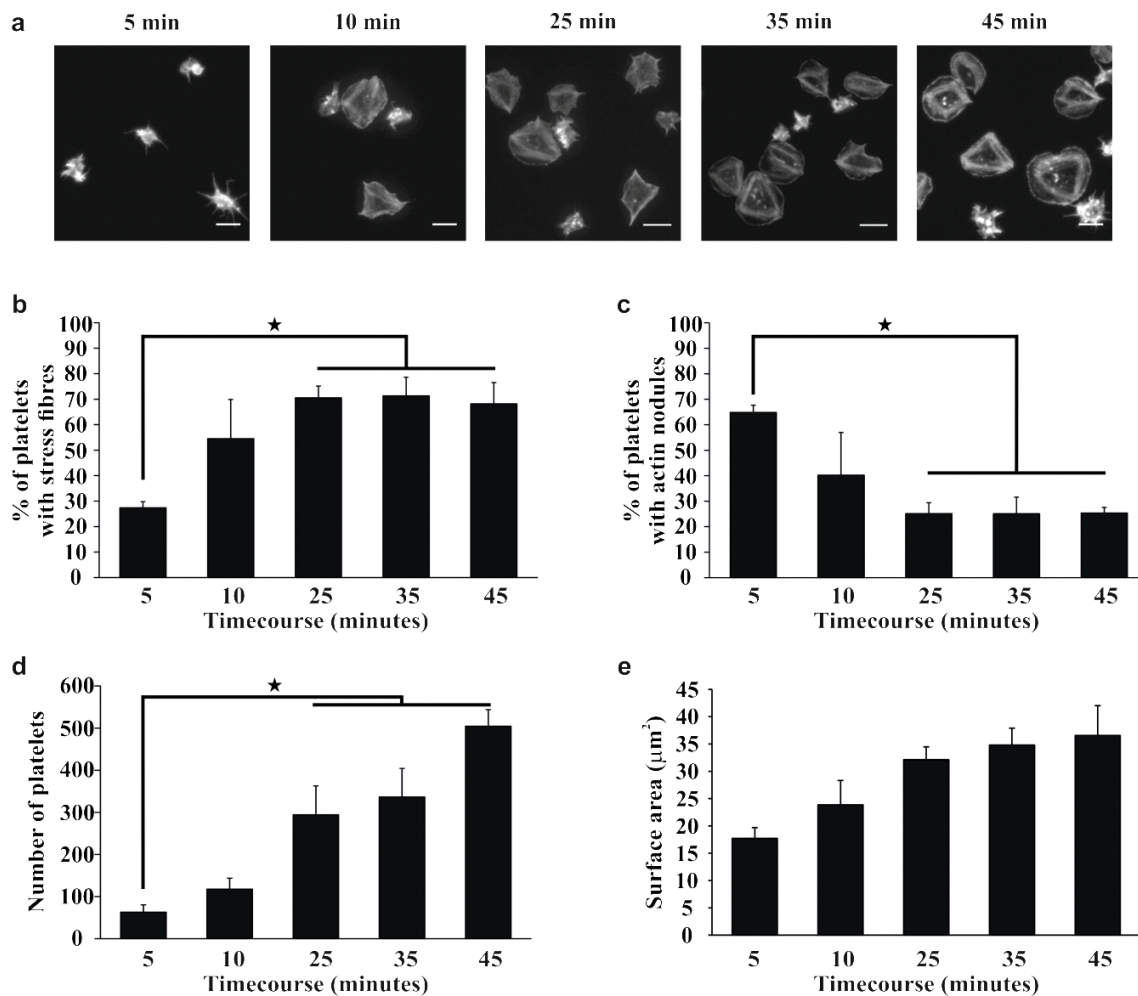 a
5 min 10 min 25 min 35 min 45 min
b
% of platelets
with stress fibres
100
90
80
70
60
50
40
30
20
10
0
★
5 10 25 35 45
Timecourse (minutes)
c
% of platelets
with actin nodules
100
90
80
70
60
50
40
30
20
10
0
★
5 10 25 35 45
Timecourse (minutes)
d
Number of platelets
600
500
400
300
200
100
0
★
5 10 25 35 45
Timecourse (minutes)
e
Surface area (µm²)
45
40
35
30
25
20
15
10
5
0
5 10 25 35 45
Timecourse (minutes)